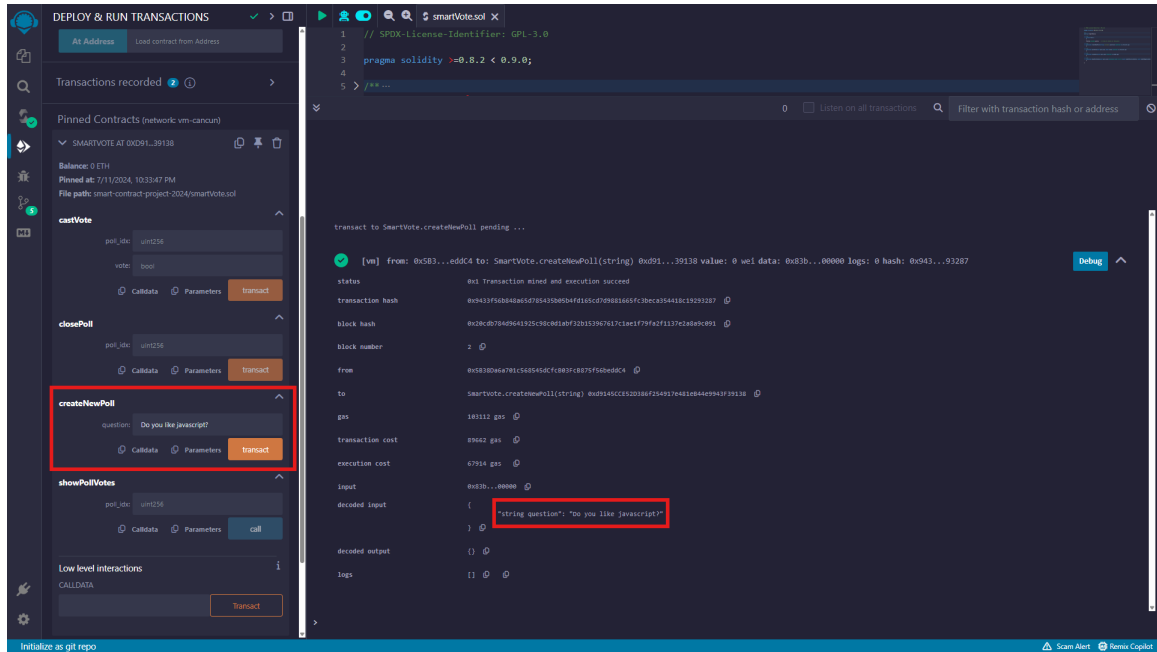 DEPLOY & RUN TRANSACTIONS
At Address Load contract from Address
Transactions recorded 2 i
Pinned Contracts (network: vm-cancun)
SMARTVOTE AT 0XD91...39138
Balance: 0 ETH
Pinned at: 7/11/2024, 10:33:47 PM
File path: smart-contract-project-2024/smartVote.sol
castVote
poll_idx: uint256
vote: bool
Calldata Parameters transact
closePoll
poll_idx: uint256
Calldata Parameters transact
createNewPoll
question: Do you like javascript?
Calldata Parameters transact
showPollVotes
poll_idx: uint256
Calldata Parameters call
Low level interactions i
CALLDATA
Transact
5
Initialize as git repo
smartVote.sol
1 // SPDX-License-Identifier: GPL-3.0
2
3 pragma solidity >=0.8.2 < 0.9.0;
4
5 /** ...
0 Listen on all transactions Filter with transaction hash or address
transact to SmartVote.createNewPoll pending ...
[vm] from: 0x5B3...eddC4 to: SmartVote.createNewPoll(string) 0xd91...39138 value: 0 wei data: 0x83b...00000 logs: 0 hash: 0x943...93287 Debug
status 0x1 Transaction mined and execution succeed
transaction hash
block hash
block number 2
from 0x5B38Da6a701c568545dCfcB03FcB875f56beddC4
to SmartVote.createNewPoll(string) 0xd9145CCE52D386f254917e481eB44e9943F39138
gas 103112 gas
transaction cost 89662 gas
execution cost 67914 gas
input 0x83b...00000
decoded input {
"string question": "Do you like javascript?"
}
decoded output {}
logs []
>
Scam Alert Remix Copilot